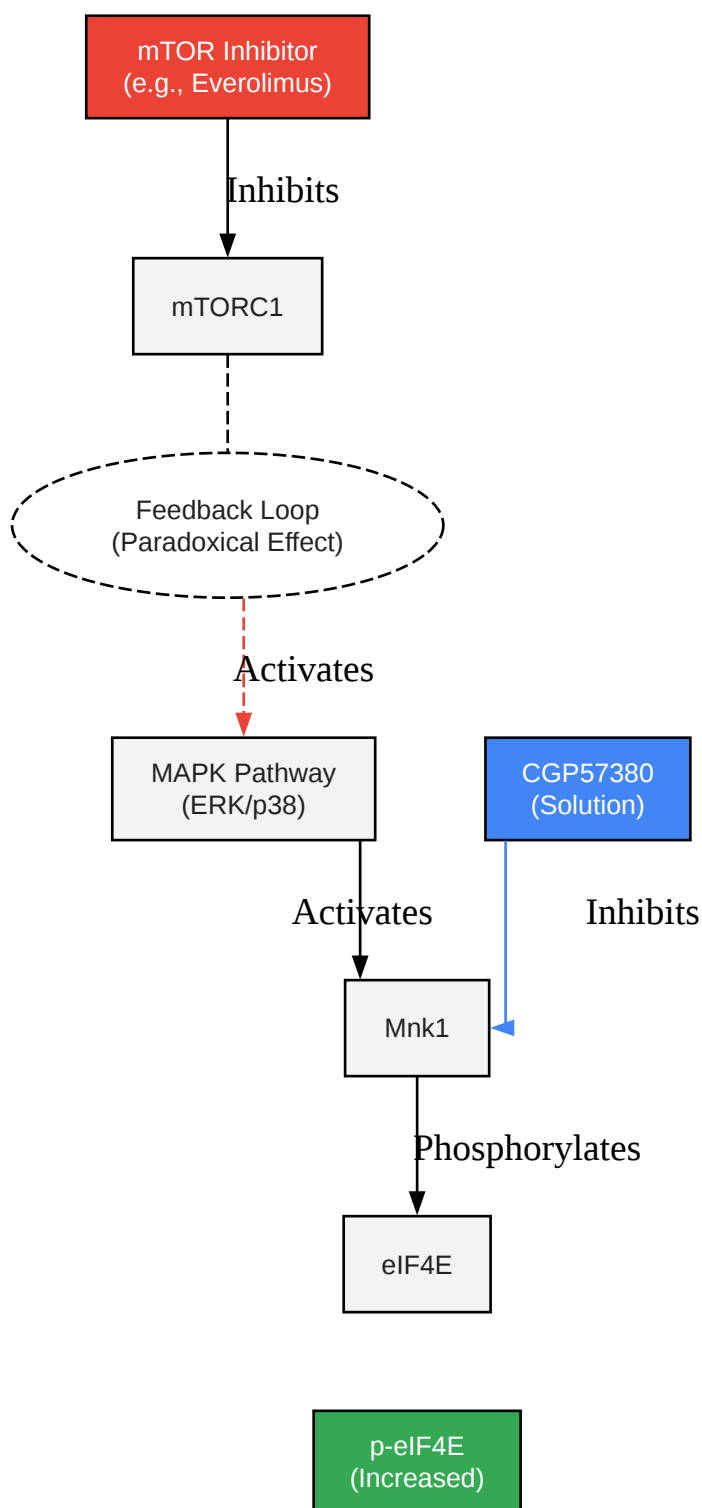 mTOR Inhibitor
(e.g., Everolimus)
Inhibits
mTORC1
Feedback Loop
(Paradoxical Effect)
Activates
MAPK Pathway
(ERK/p38)
CGP57380
(Solution)
Activates
Inhibits
Mnk1
Phosphorylates
eIF4E
p-eIF4E
(Increased)